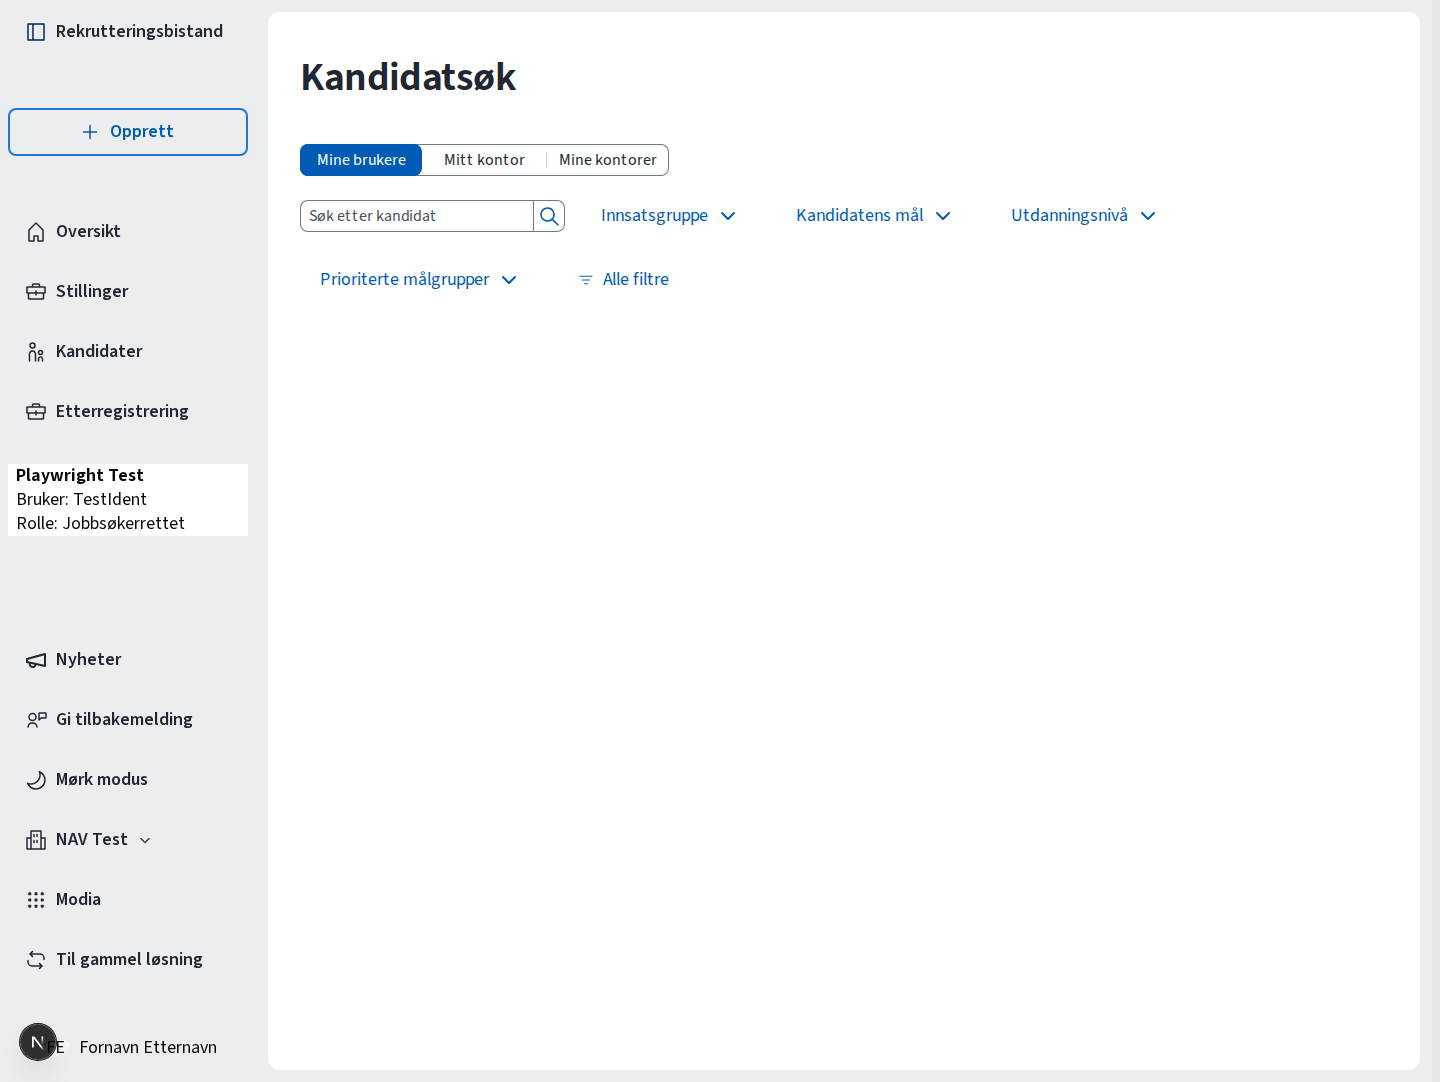 Rekrutteringsbistand
Opprett
Oversikt
Stillinger
Kandidater
Etterregistrering
Playwright Test
Bruker: TestIdent
Rolle: Jobbsøkerrettet
Nyheter
Gi tilbakemelding
Mørk modus
NAV Test
Modia
Til gammel løsning
N FE Fornavn Etternavn
Kandidatsøk
Mine brukere Mitt kontor Mine kontorer
Søk etter kandidat Innsatsgruppe Kandidatens mål Utdanningsnivå
Prioriterte målgrupper Alle filtre